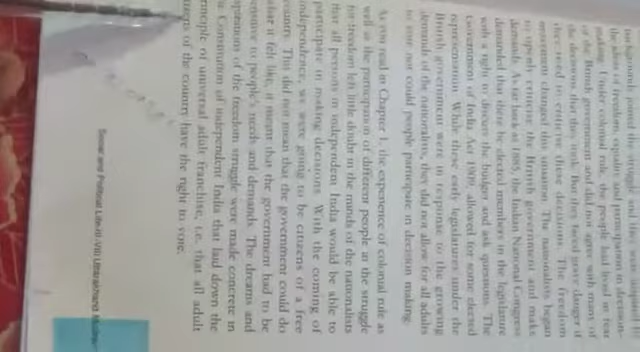 the idea of freedom, equality and participation in decision
making. Under colonial rule, the people had lived in fear
of the British government and did not agree with many of
the decisions that they took. But they faced grave danger if
they tried to criticise these decisions. The freedom
movement changed this situation. The nationalists began
to openly criticise the British government and make
demands. As far back as 1885, the Indian National Congress
demanded that there be elected members in the legislature
with a right to discuss the budget and ask questions. The
Government of India Act 1909, allowed for some elected
representation. While these early legislatures under the
British government were in response to the growing
demands of the nationalists, they did not allow for all adults
to vote nor could people participate in decision making.
As you read in Chapter 1, the experience of colonial rule as
well as the participation of different people in the struggle
for freedom left little doubt in the minds of the nationalists
that all persons in independent India would be able to
participate in making decisions. With the coming of
independence, we were going to be citizens of a free
country. This did not mean that the government could do
what it felt like, it meant that the government had to be
sensitive to people's needs and demands. The dreams and
aspirations of the freedom struggle were made concrete in
the Constitution of independent India that laid down the
principle of universal adult franchise, i.e. that all adult
citizens of the country have the right to vote.
Social and Political Life-III (VIII) Uttarakhand